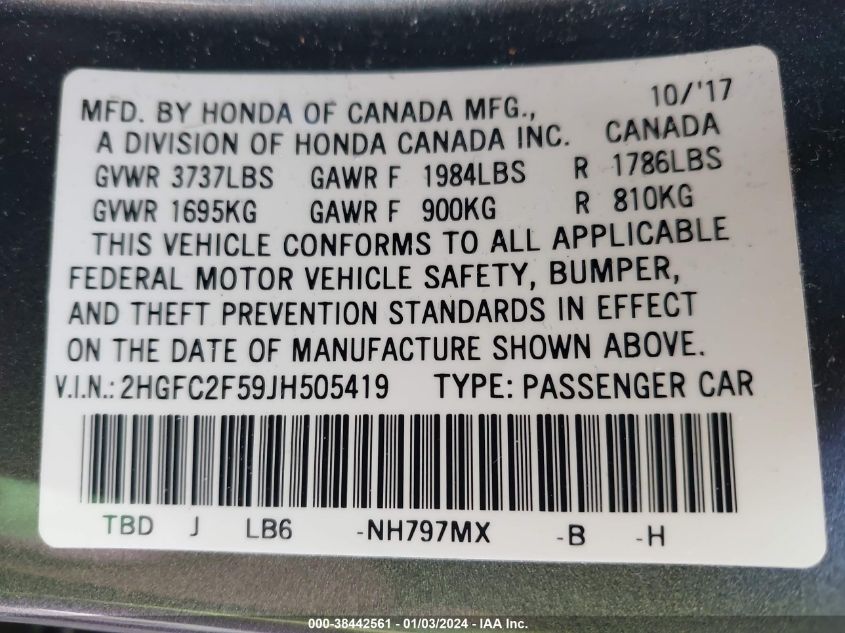 MFD. BY HONDA OF CANADA MFG., 10/'17
A DIVISION OF HONDA CANADA INC. CANADA
GVWR 3737LBS GAWR F 1984LBS R 1786LBS
GVWR 1695KG GAWR F 900KG R 810KG
THIS VEHICLE CONFORMS TO ALL APPLICABLE
FEDERAL MOTOR VEHICLE SAFETY, BUMPER,
AND THEFT PREVENTION STANDARDS IN EFFECT
ON THE DATE OF MANUFACTURE SHOWN ABOVE.
V.I.N.: 2HGFC2F59JH505419 TYPE: PASSENGER CAR
TBD J LB6 -NH797MX -B -H
000-38442561 - 01/03/2024 - IAA Inc.